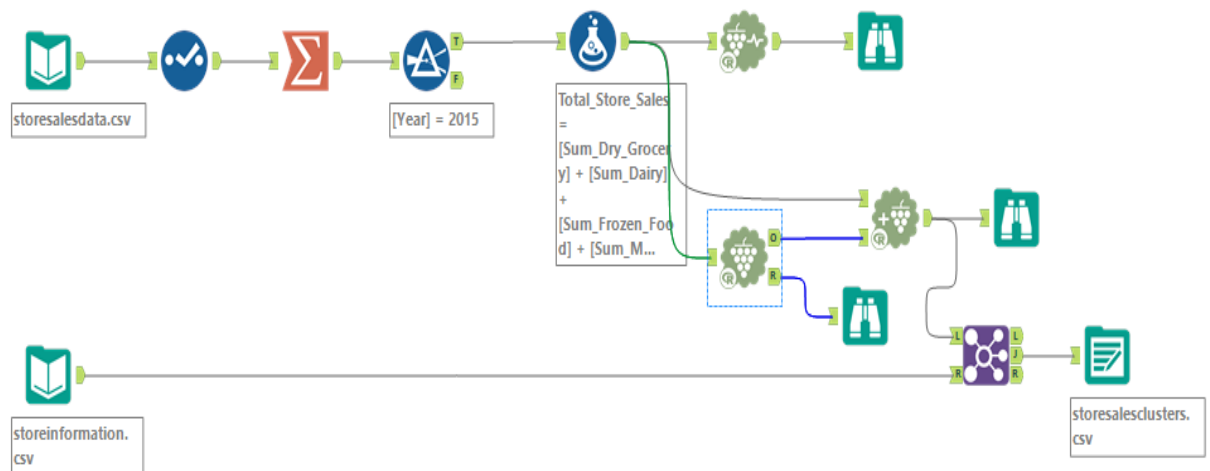 storesalesdata.csv
[Year] = 2015
T
F
Total_Store_Sales
=
[Sum_Dry_Grocer
y] + [Sum_Dairy]
+
[Sum_Frozen_Foo
d] + [Sum_M...
R
R
O
R
R
storeinformation.
csv
L
R
L
J
R
storesalesclusters.
csv